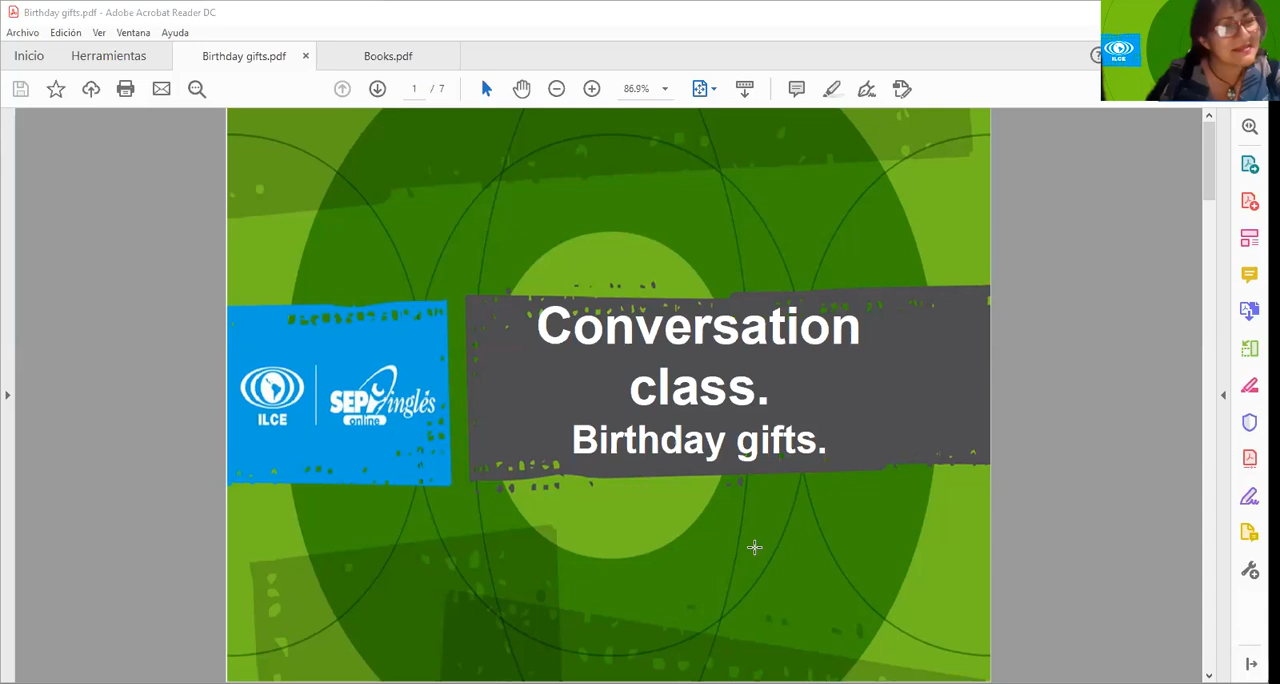 Birthday gifts.pdf - Adobe Acrobat Reader DC
Archivo Edición Ver Ventana Ayuda
Inicio Herramientas Birthday gifts.pdf × Books.pdf
1 / 7 86.9%
ILCE
Conversation
class.
Birthday gifts.
ILCE
SEP inglés
online